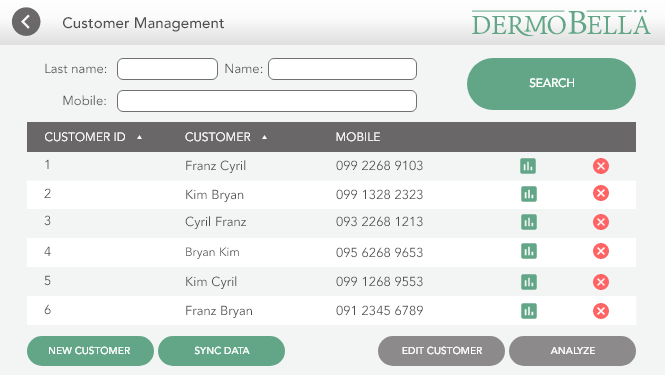 Customer Management
DERMOBELLA
Last name:
Name:
SEARCH
Mobile:
CUSTOMER ID CUSTOMER MOBILE
1 Franz Cyril 099 2268 9103
2 Kim Bryan 099 1328 2323
3 Cyril Franz 093 2268 1213
4 Bryan Kim 095 6268 9653
5 Kim Cyril 099 1268 9553
6 Franz Bryan 091 2345 6789
NEW CUSTOMER SYNC DATA EDIT CUSTOMER ANALYZE